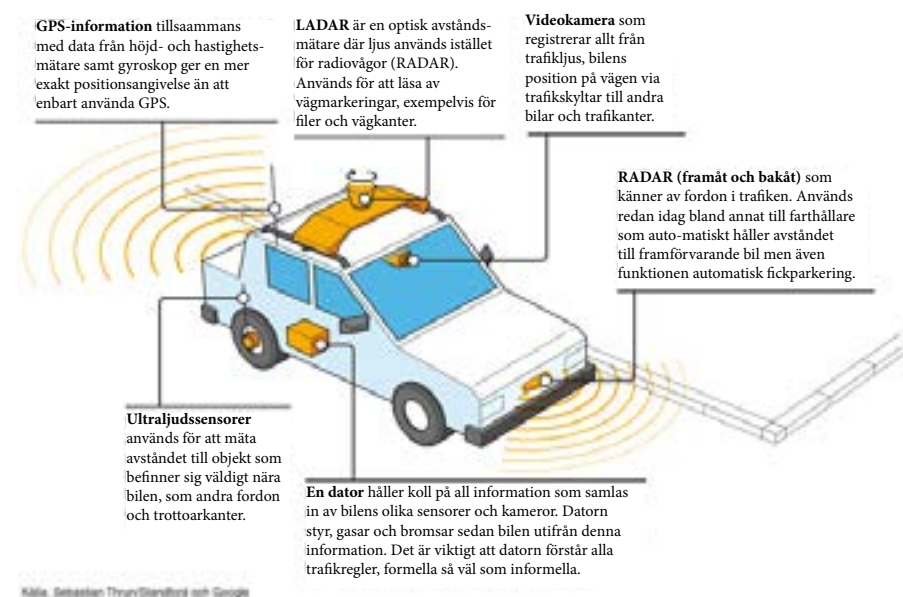 GPS-information tillsaammans
med data från höjd- och hastighets-
mätare samt gyroskop ger en mer
exakt positionsangivelse än att
enbart använda GPS.
LADAR är en optisk avstånds-
mätare där ljus används istället
för radiovågor (RADAR).
Används för att läsa av
vägmarkeringar, exempelvis för
filer och vägkanter.
Videokamera som
registrerar allt från
trafikljus, bilens
position på vägen via
trafikskyltar till andra
bilar och trafikanter.
RADAR (framåt och bakåt) som
känner av fordon i trafiken. Används
redan idag bland annat till farthållare
som auto-matiskt håller avståndet
till framförvarande bil men även
funktionen automatisk fickparkering.
Ultraljudssensorer
används för att mäta
avståndet till objekt som
befinner sig väldigt nära
bilen, som andra fordon
och trottoarkanter.
En dator håller koll på all information som samlas
in av bilens olika sensorer och kameror. Datorn
styr, gasar och bromsar sedan bilen utifrån denna
information. Det är viktigt att datorn förstår alla
trafikregler, formella så väl som informella.
Källa: Sebastian Thrun/Standford och Google